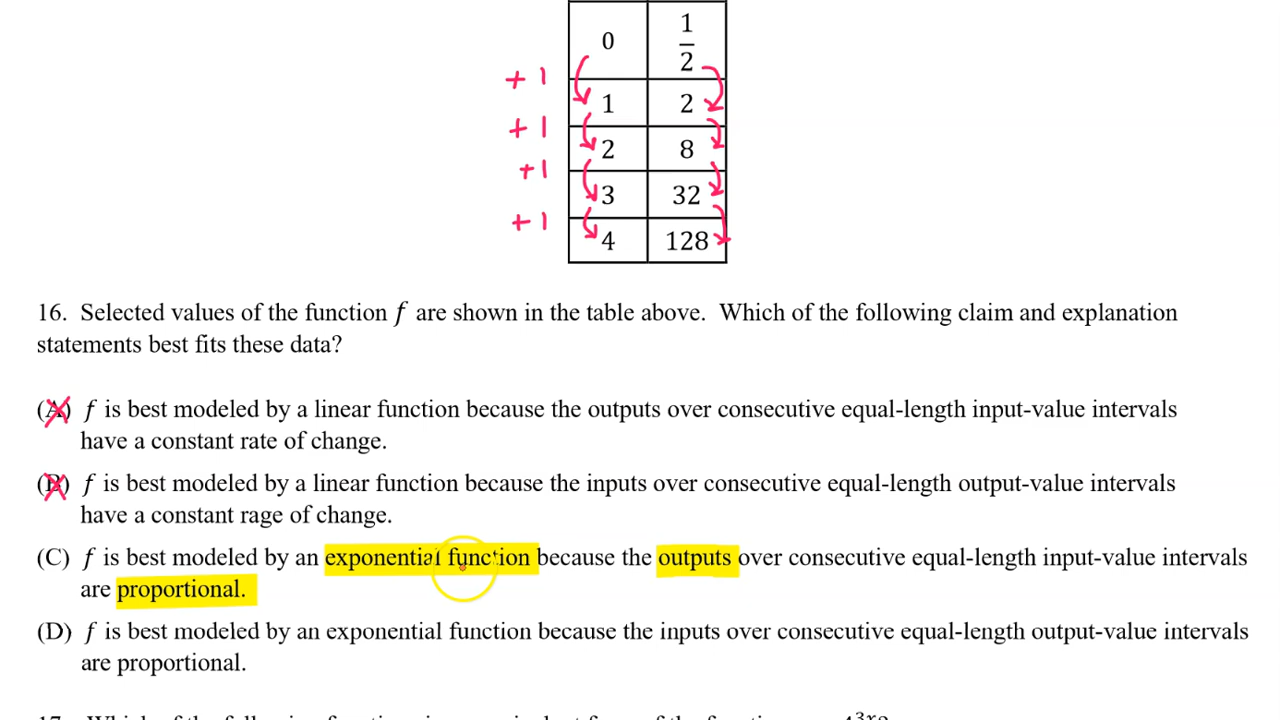 0 1/2
+1
1 2
+1
2 8
+1
3 32
+1
4 128
16. Selected values of the function f are shown in the table above. Which of the following claim and explanation
statements best fits these data?
(A) f is best modeled by a linear function because the outputs over consecutive equal-length input-value intervals
have a constant rate of change.
(B) f is best modeled by a linear function because the inputs over consecutive equal-length output-value intervals
have a constant rage of change.
(C) f is best modeled by an exponential function because the outputs over consecutive equal-length input-value intervals
are proportional.
(D) f is best modeled by an exponential function because the inputs over consecutive equal-length output-value intervals
are proportional.